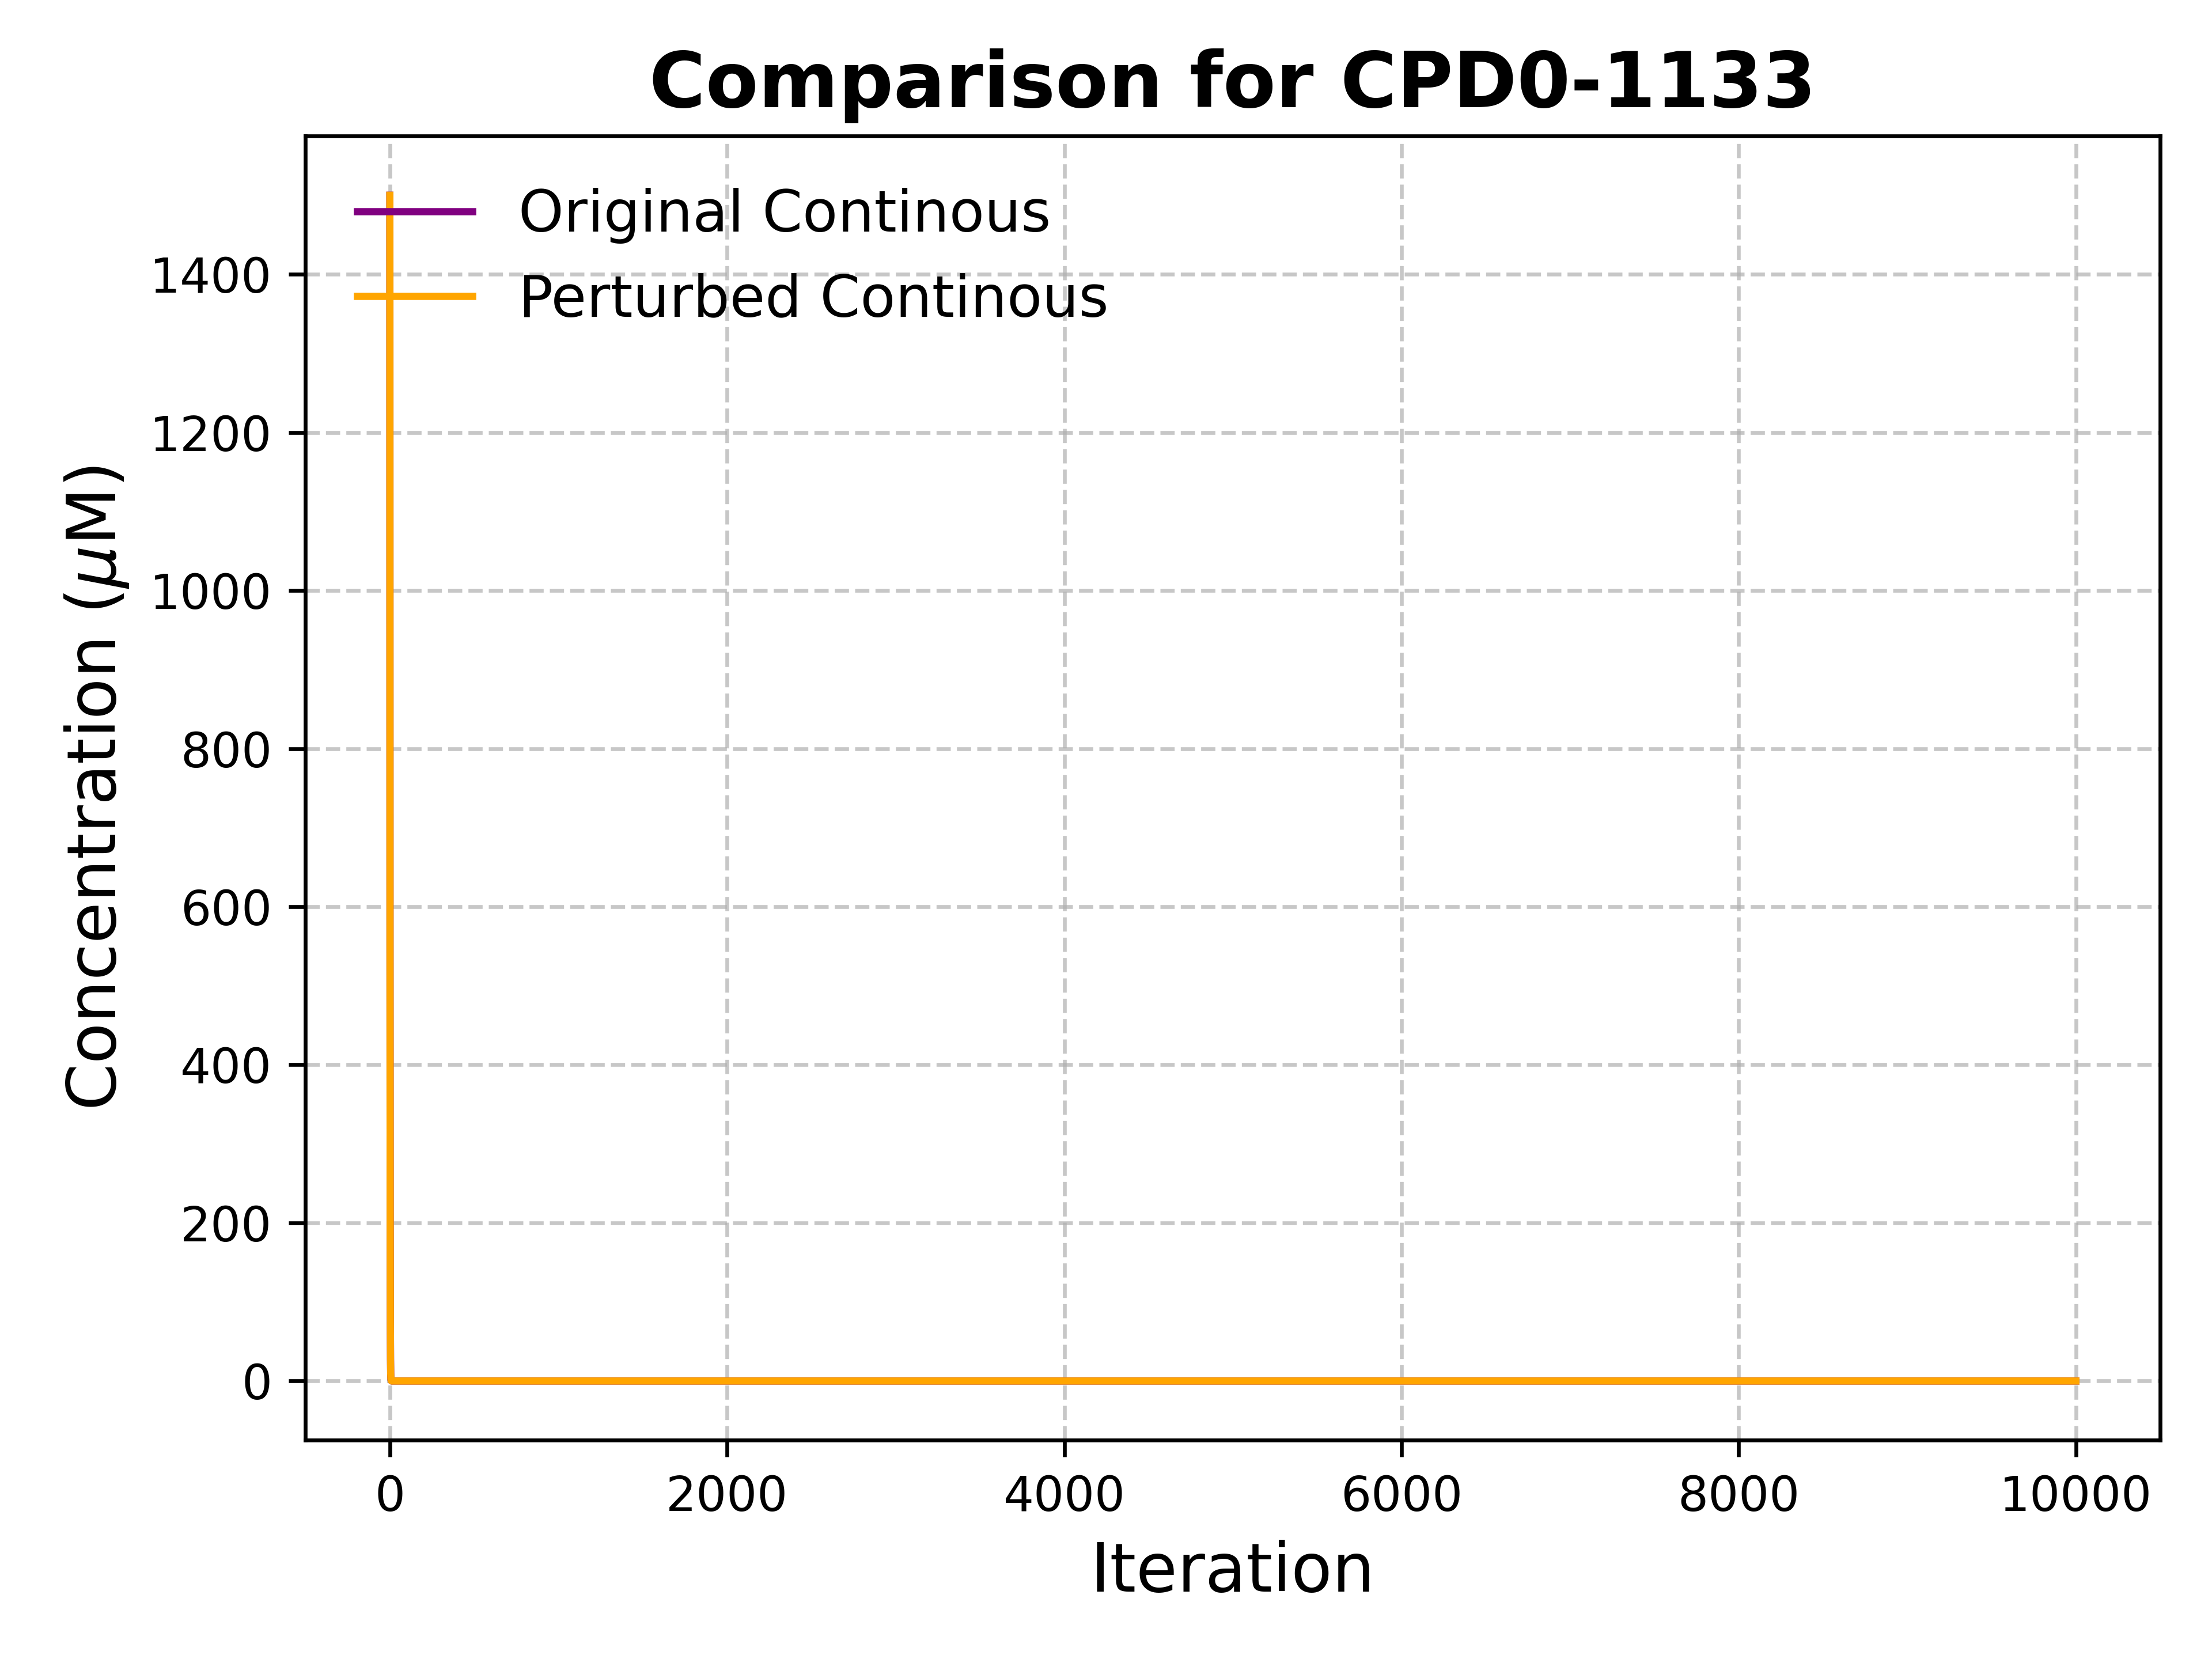 Comparison for CPD0-1133
Original Continous
Perturbed Continous
Concentration (μM)
1400
1200
1000
800
600
400
200
0
0 2000 4000 6000 8000 10000
Iteration